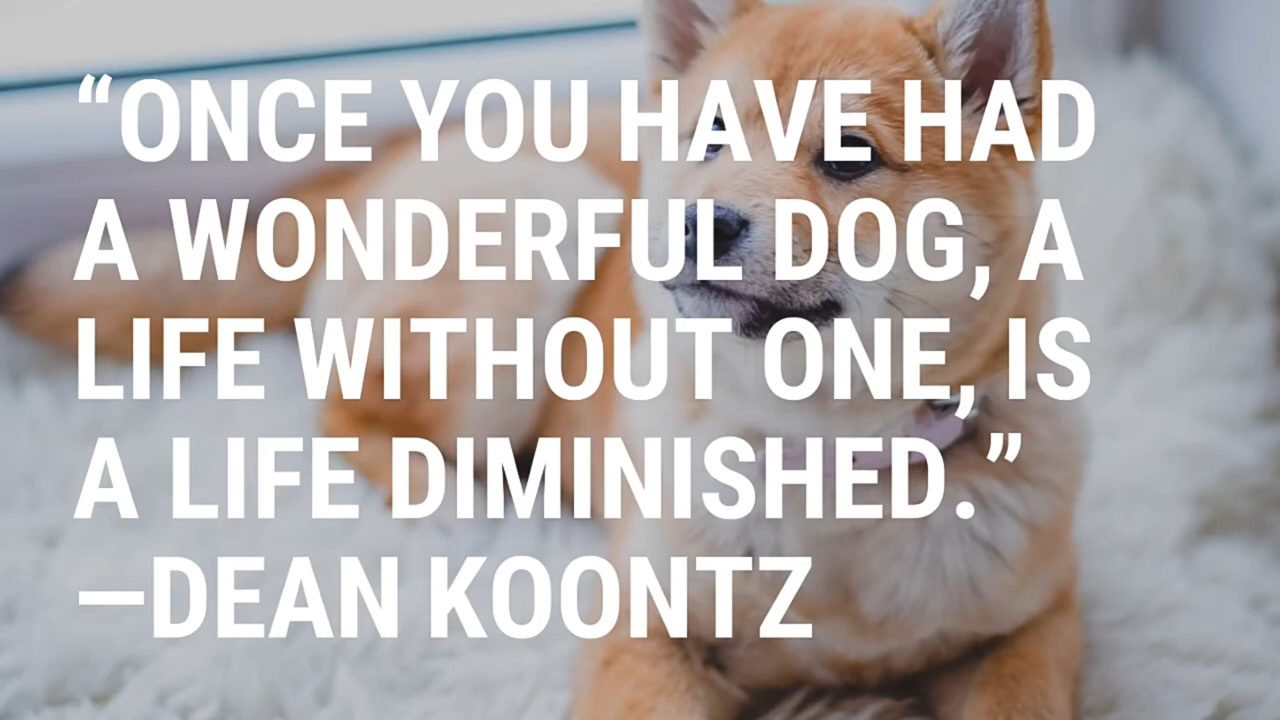 “ONCE YOU HAVE HAD
A WONDERFUL DOG, A
LIFE WITHOUT ONE, IS
A LIFE DIMINISHED.”
—DEAN KOONTZ